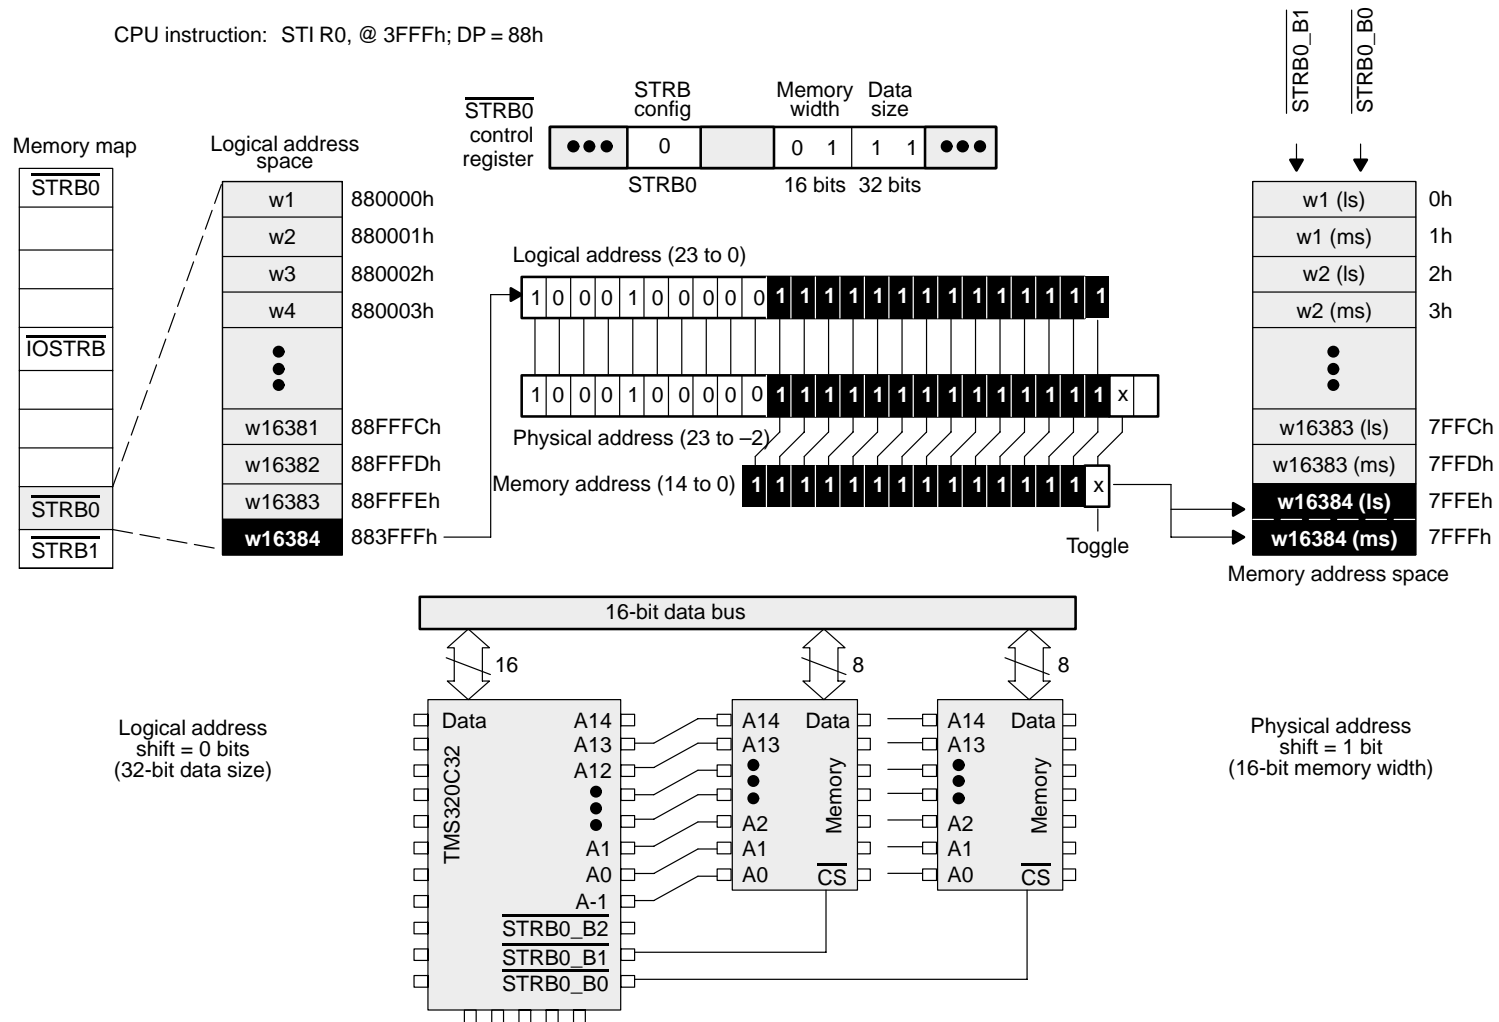 CPU instruction: STI R0, @ 3FFFh; DP = 88h
STRB0_B1
STRB0_B0
STRB0
control
register
STRB
config
Memory
width
Data
size
●●● 0 0 1 1 1 ●●●
STRB0 16 bits 32 bits
Memory map
STRB0
IOSTRB
STRB0
STRB1
Logical address
space
w1 880000h
w2 880001h
w3 880002h
w4 880003h
w16381 88FFFCh
w16382 88FFFDh
w16383 88FFFEh
w16384 883FFFh
Logical address (23 to 0)
1 0 0 0 1 0 0 0 0 0 1 1 1 1 1 1 1 1 1 1 1 1 1 1
1 0 0 0 1 0 0 0 0 0 1 1 1 1 1 1 1 1 1 1 1 1 1 1 x
Physical address (23 to –2)
Memory address (14 to 0) 1 1 1 1 1 1 1 1 1 1 1 1 1 1 x
Toggle
w1 (ls) 0h
w1 (ms) 1h
w2 (ls) 2h
w2 (ms) 3h
w16383 (ls) 7FFCh
w16383 (ms) 7FFDh
w16384 (ls) 7FFEh
w16384 (ms) 7FFFh
Memory address space
16-bit data bus
16
8
8
Logical address
shift = 0 bits
(32-bit data size)
Data
TMS320C32
A14
A13
A12
A1
A0
A-1
STRB0_B2
STRB0_B1
STRB0_B0
A14 Data
A13
Memory
A2
A1
A0 CS
A14 Data
A13
Memory
A2
A1
A0 CS
Physical address
shift = 1 bit
(16-bit memory width)